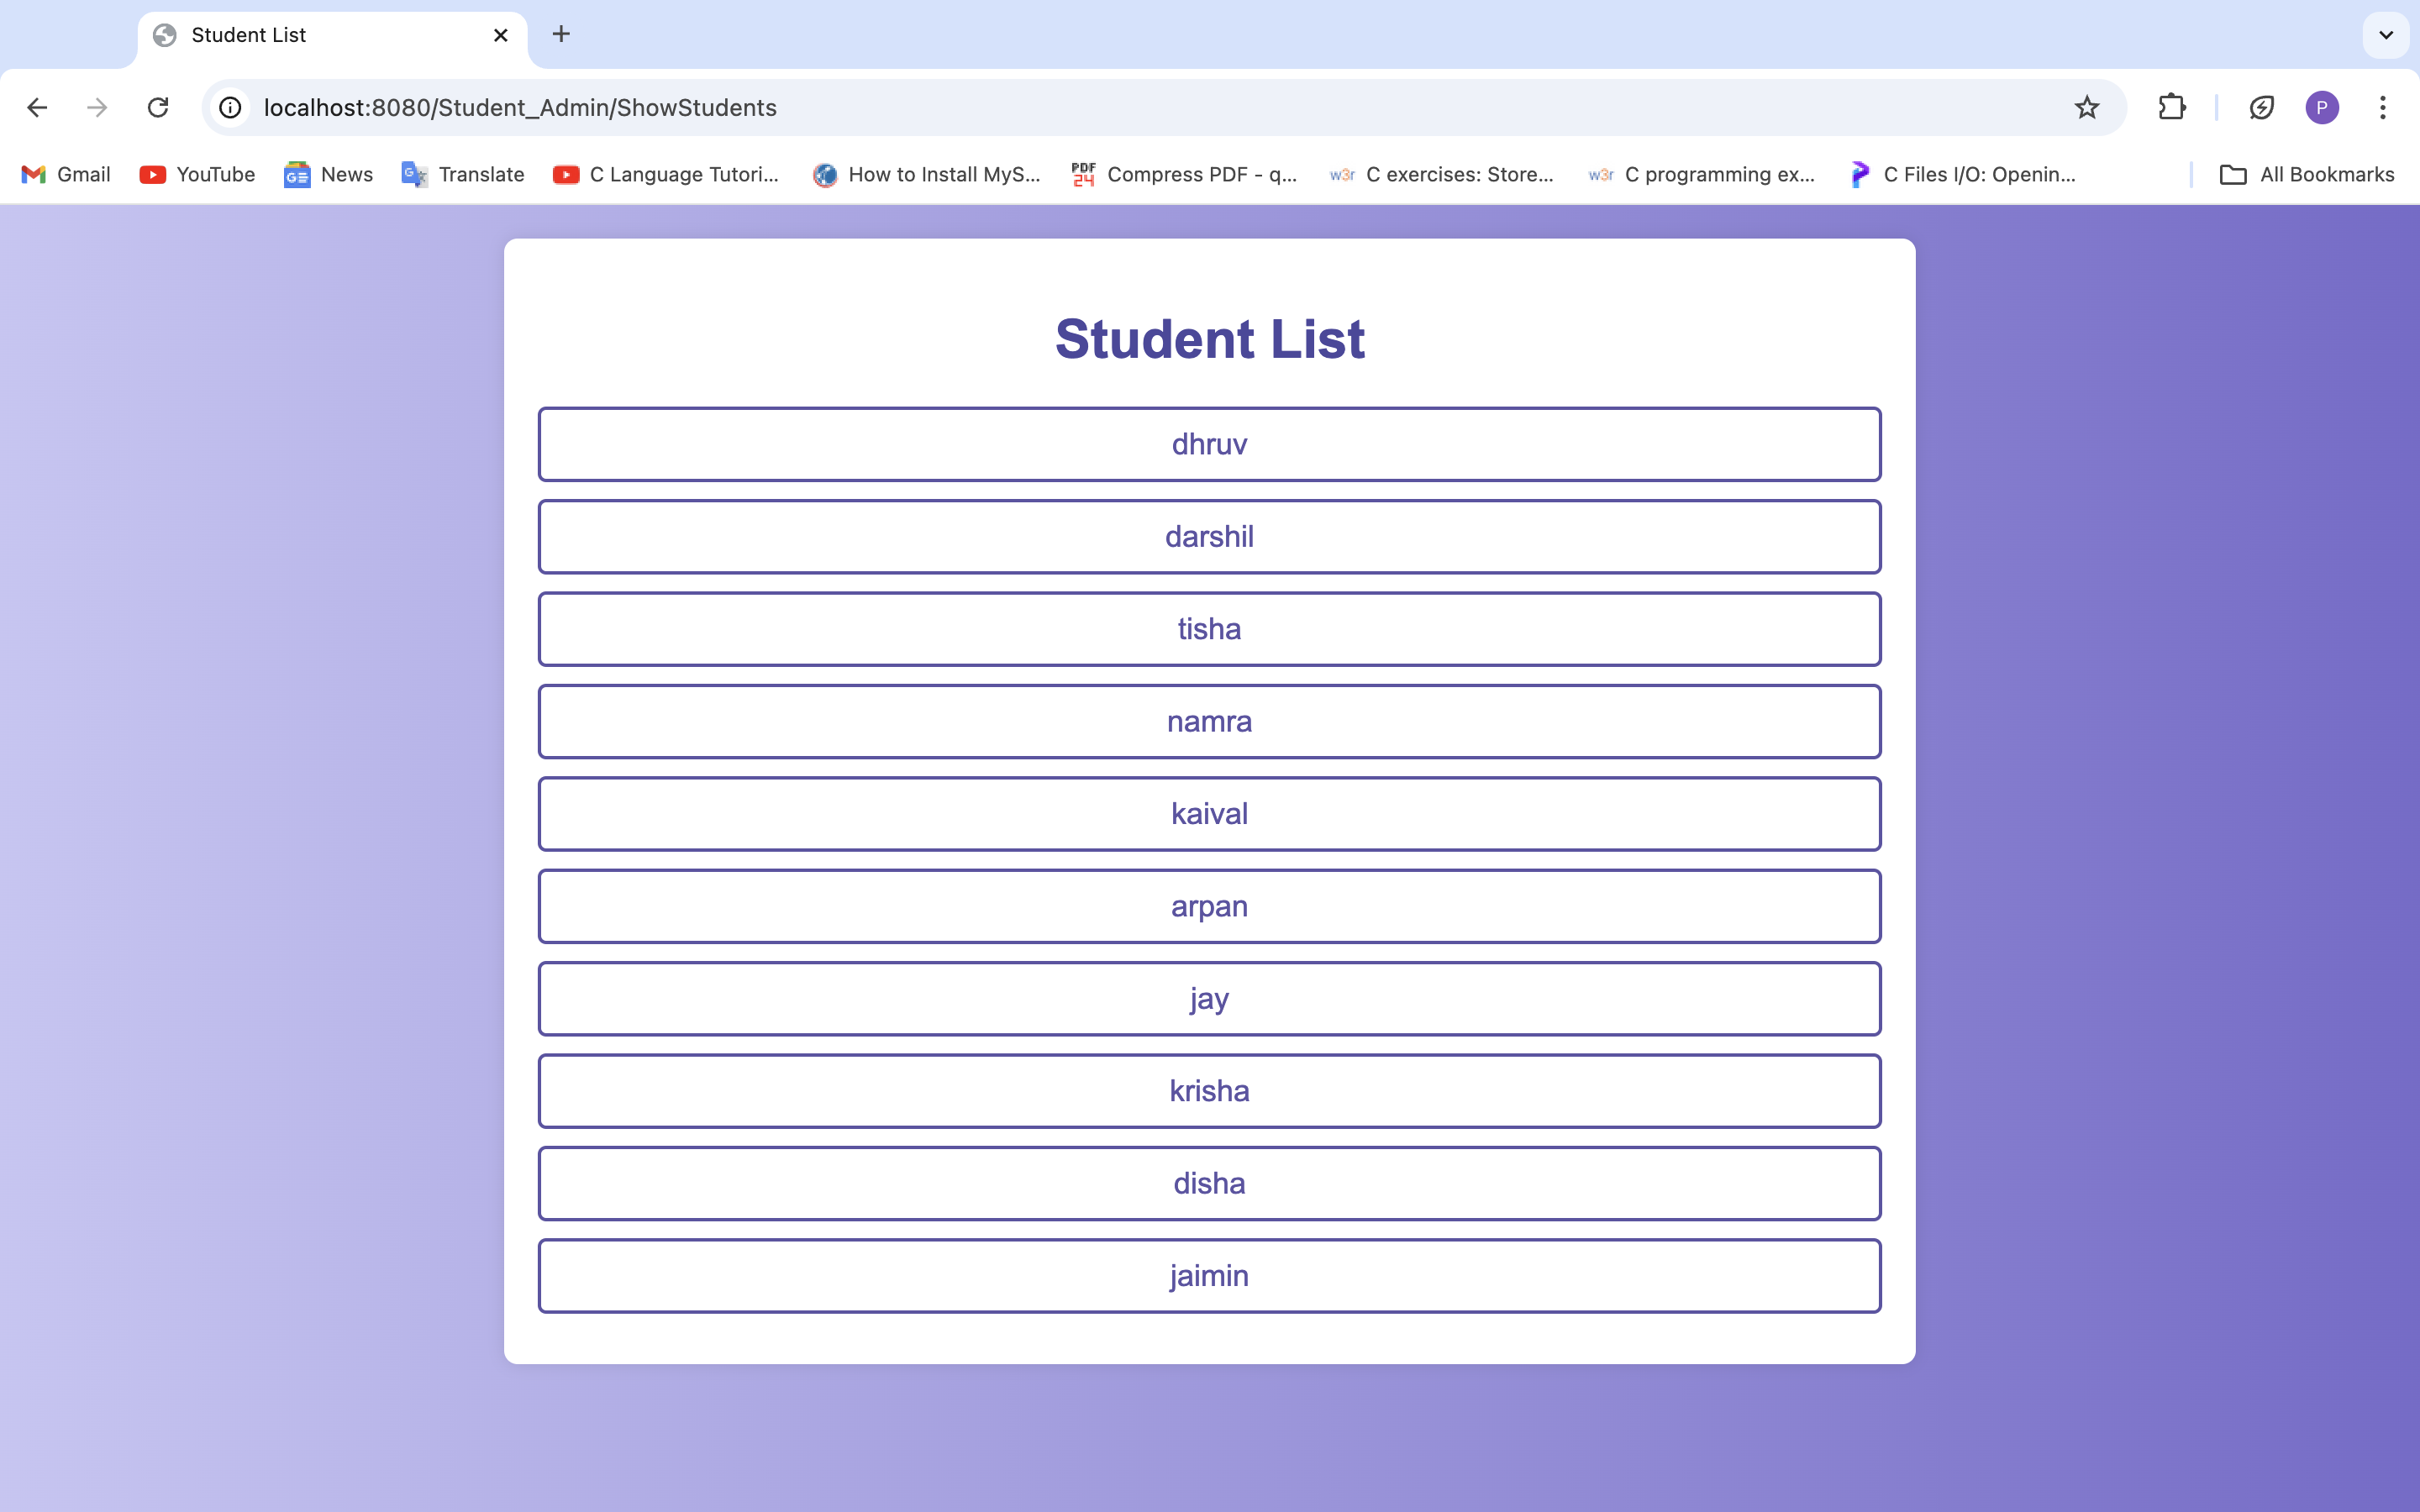 Student List
localhost:8080/Student_Admin/ShowStudents
P
Gmail YouTube News Translate C Language Tutori... How to Install MyS... Compress PDF - q... C exercises: Store... C programming ex... C Files I/O: Openin... All Bookmarks
Student List
dhruv
darshil
tisha
namra
kaival
arpan
jay
krisha
disha
jaimin